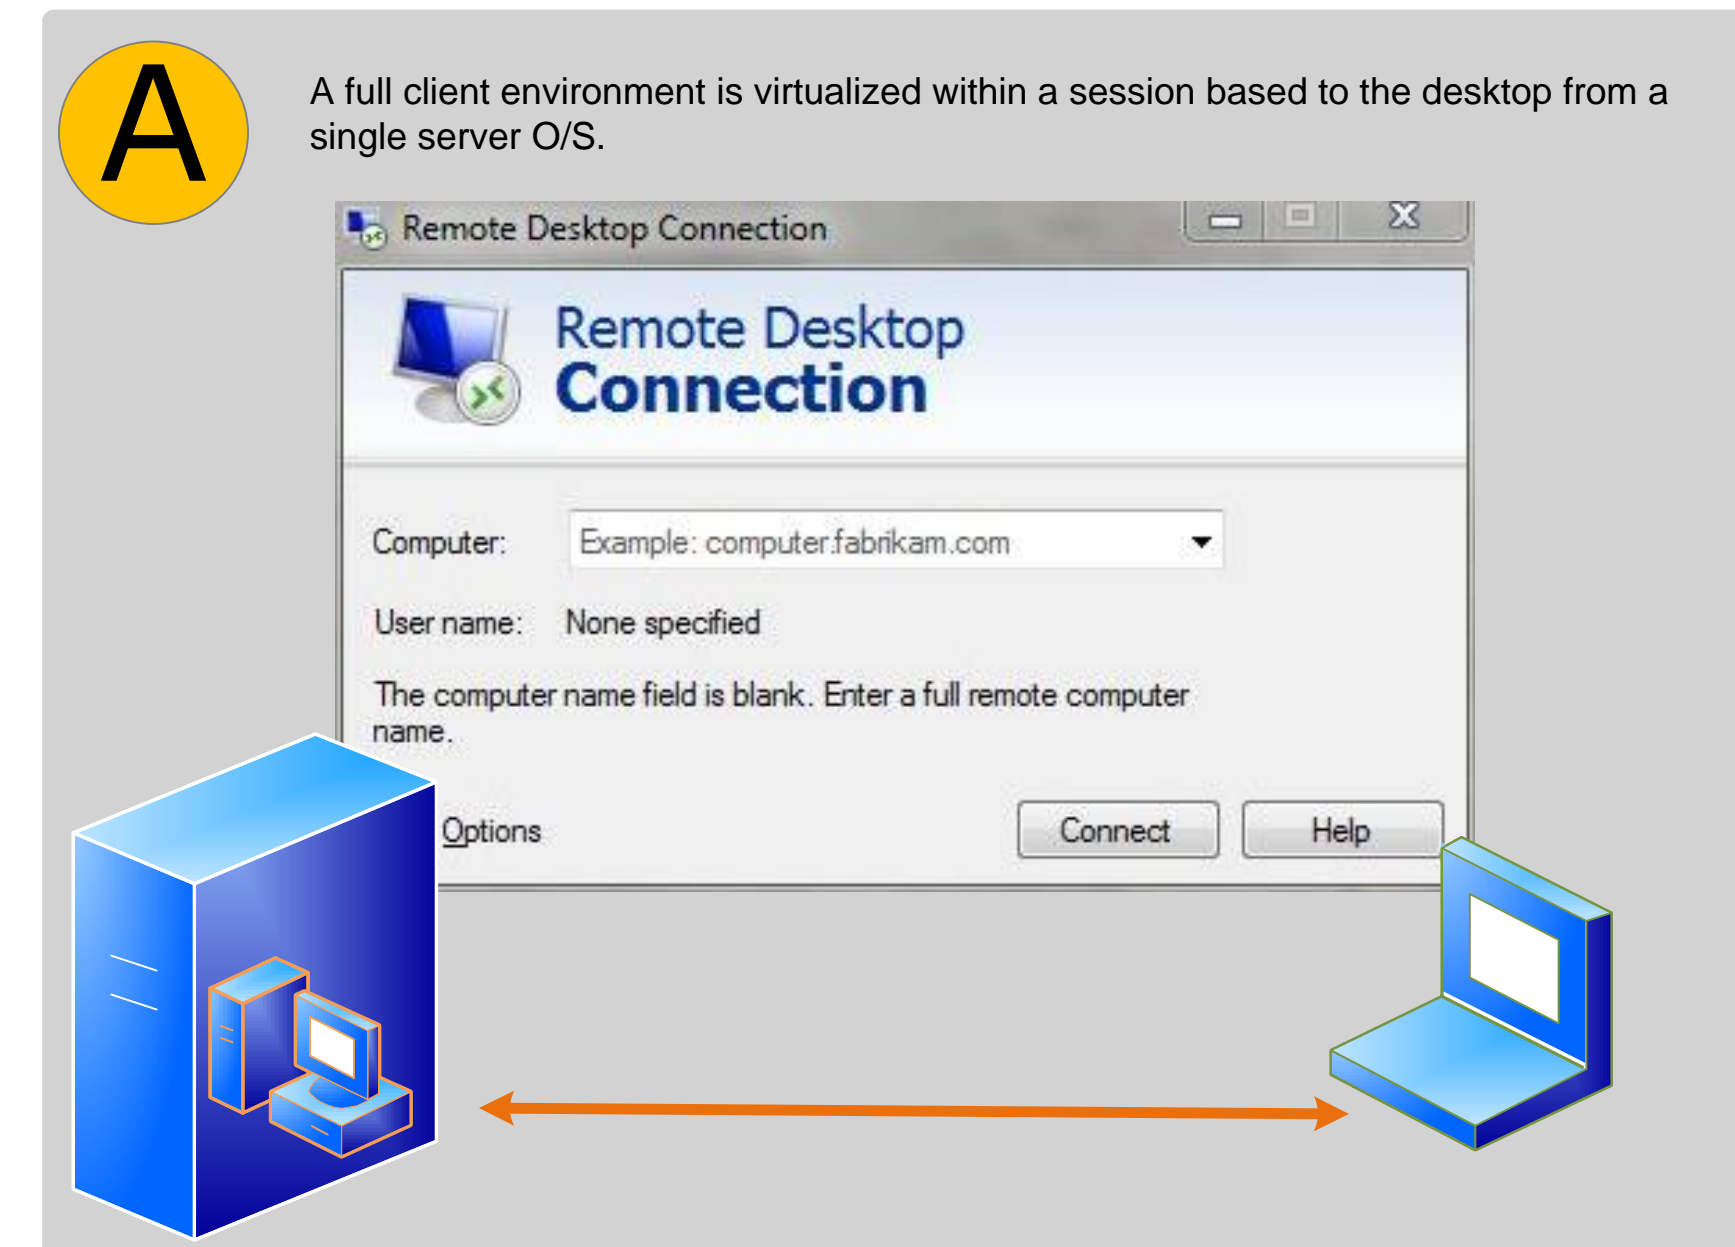 A
A full client environment is virtualized within a session based to the desktop from a
single server O/S.
Remote Desktop Connection
Remote Desktop
Connection
Computer: Example: computer.fabrikam.com
User name: None specified
The computer name field is blank. Enter a full remote computer
name.
Options Connect Help